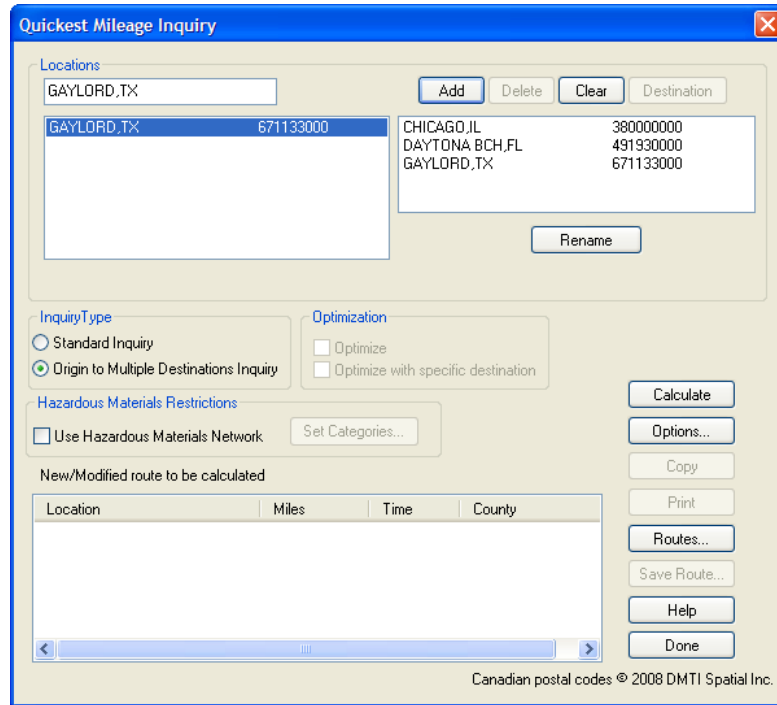 Quickest Mileage Inquiry
Locations
GAYLORD,TX
Add Delete Clear Destination
GAYLORD,TX 671133000
CHICAGO,IL 380000000
DAYTONA BCH,FL 491930000
GAYLORD,TX 671133000
Rename
InquiryType
Standard Inquiry
Origin to Multiple Destinations Inquiry
Optimization
Optimize
Optimize with specific destination
Hazardous Materials Restrictions
Use Hazardous Materials Network Set Categories...
New/Modified route to be calculated
Location Miles Time County
Calculate
Options...
Copy
Print
Routes...
Save Route...
Help
Done
Canadian postal codes © 2008 DMTI Spatial Inc.